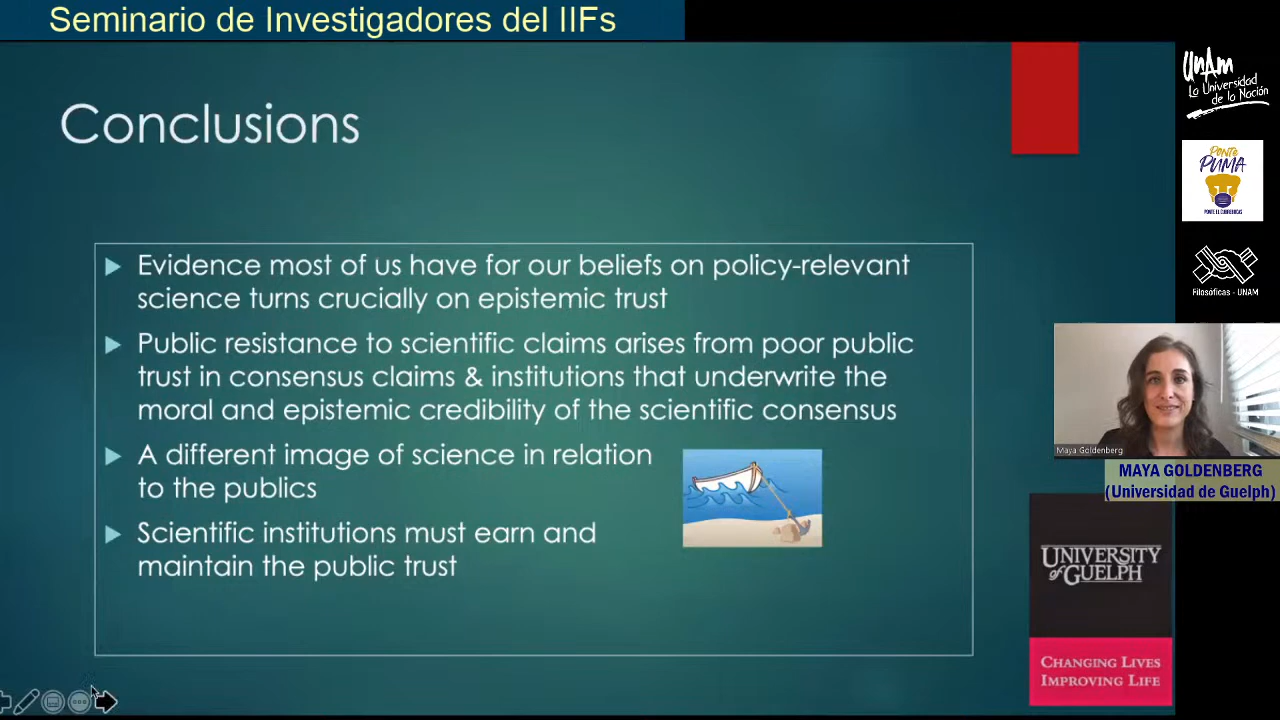 Seminario de Investigadores del IIFs
Conclusions
Evidence most of us have for our beliefs on policy-relevant
science turns crucially on epistemic trust
Public resistance to scientific claims arises from poor public
trust in consensus claims & institutions that underwrite the
moral and epistemic credibility of the scientific consensus
A different image of science in relation
to the publics
Scientific institutions must earn and
maintain the public trust
UnAm
La Universidad
de la Nación
PONTE
PUMA
PONTE EL CUBREBOCAS
Filosóficas - UNAM
Maya Goldenberg
MAYA GOLDENBERG
(Universidad de Guelph)
UNIVERSITY
of GUELPH
CHANGING LIVES
IMPROVING LIFE